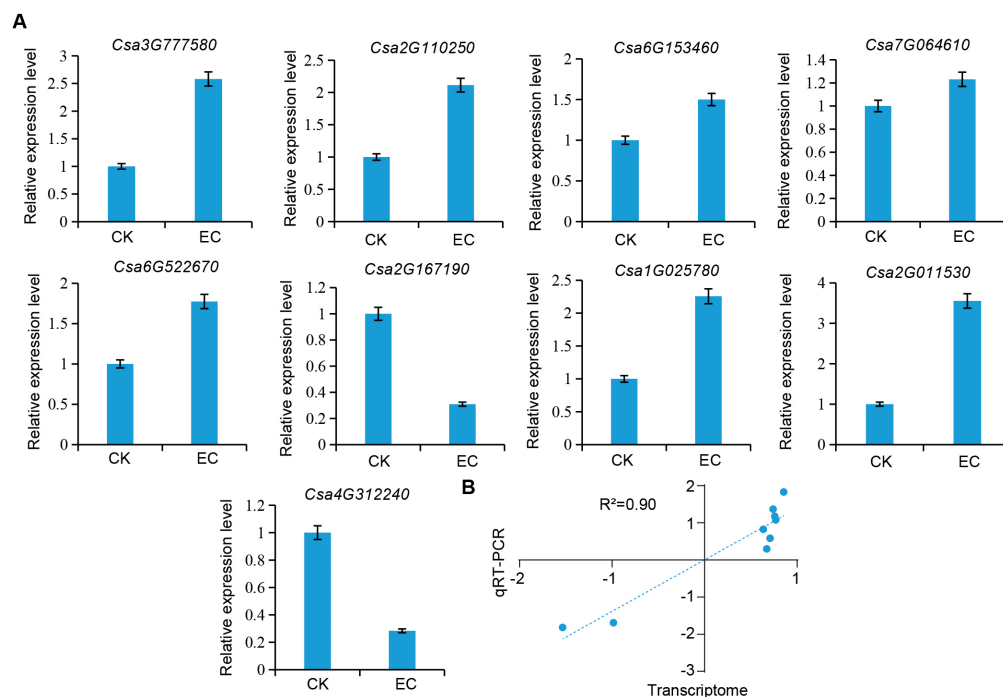 A
Csa3G777580
Relative expression level
3
2.5
2
1.5
1
0.5
0
CK EC
Csa2G110250
Relative expression level
2.5
2
1.5
1
0.5
0
CK EC
Csa6G153460
Relative expression level
2
1.5
1
0.5
0
CK EC
Csa7G064610
Relative expression level
1.4
1.2
1
0.8
0.6
0.4
0.2
0
CK EC
Csa6G522670
Relative expression level
2
1.5
1
0.5
0
CK EC
Csa2G167190
Relative expression level
1.2
1.0
0.8
0.6
0.4
0.2
0
CK EC
Csa1G025780
Relative expression level
2.5
2
1.5
1
0.5
0
CK EC
Csa2G011530
Relative expression level
4
3
2
1
0
CK EC
Csa4G312240
Relative expression level
1.2
1
0.8
0.6
0.4
0.2
0
CK EC
B
R²=0.90
qRT-PCR
2
1
-1
-2
-3
-2 -1 1
Transcriptome